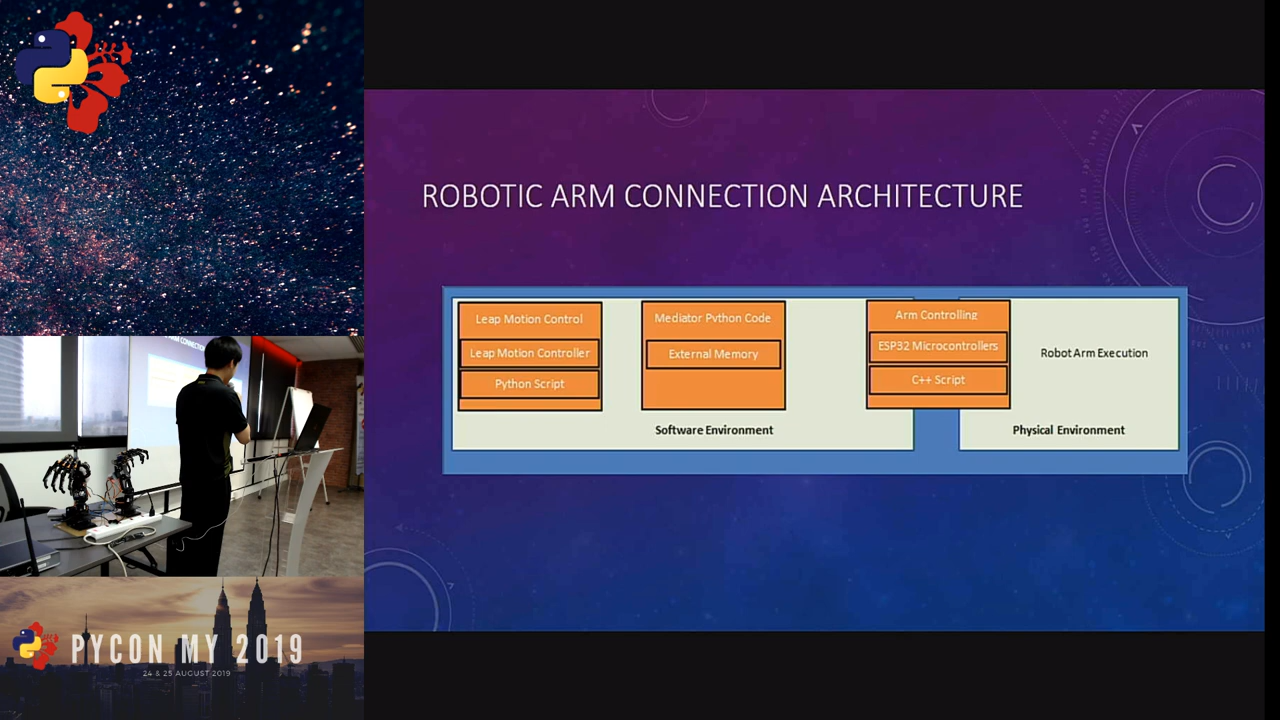 ROBOTIC ARM CONNECTION ARCHITECTURE
Leap Motion Control
Leap Motion Controller
Python Script
Mediator Python Code
External Memory
Arm Controlling
ESP32 Microcontrollers
C++ Script
Robot Arm Execution
Software Environment
Physical Environment
PYCON MY 2019
24 & 25 AUGUST 2019